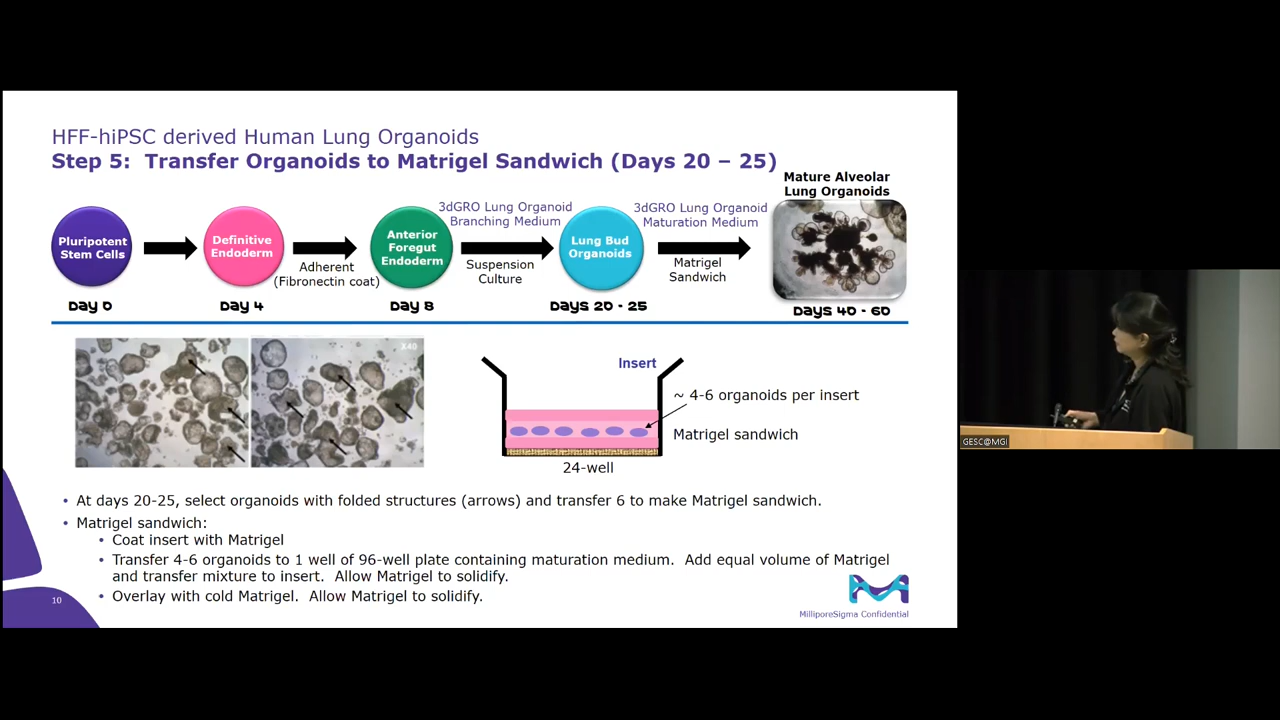 HFF-hiPSC derived Human Lung Organoids
Step 5: Transfer Organoids to Matrigel Sandwich (Days 20 – 25)
Mature Alveolar
Lung Organoids
Pluripotent
Stem Cells
Definitive
Endoderm
Adherent
(Fibronectin coat)
Anterior
Foregut
Endoderm
3dGRO Lung Organoid
Branching Medium
Suspension
Culture
Lung Bud
Organoids
3dGRO Lung Organoid
Maturation Medium
Matrigel
Sandwich
Day 0
Day 4
Day 8
Days 20 - 25
Days 40 - 60
X40
Insert
~ 4-6 organoids per insert
Matrigel sandwich
24-well
• At days 20-25, select organoids with folded structures (arrows) and transfer 6 to make Matrigel sandwich.
• Matrigel sandwich:
• Coat insert with Matrigel
• Transfer 4-6 organoids to 1 well of 96-well plate containing maturation medium. Add equal volume of Matrigel
and transfer mixture to insert. Allow Matrigel to solidify.
• Overlay with cold Matrigel. Allow Matrigel to solidify.
10
MilliporeSigma Confidential
GESC@MGI